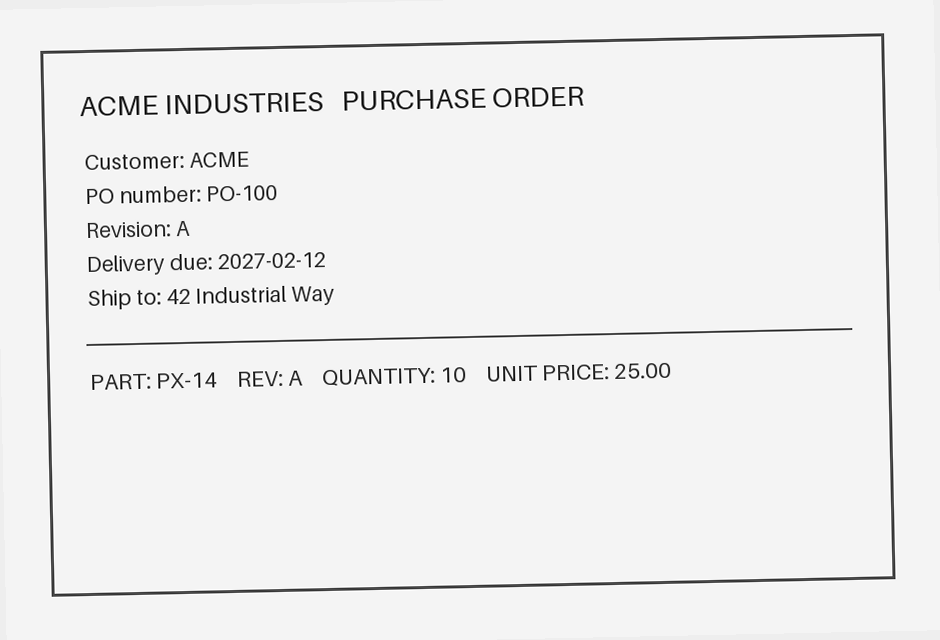 ACME INDUSTRIES PURCHASE ORDER
Customer: ACME
PO number: PO-100
Revision: A
Delivery due: 2027-02-12
Ship to: 42 Industrial Way
PART: PX-14 REV: A QUANTITY: 10 UNIT PRICE: 25.00